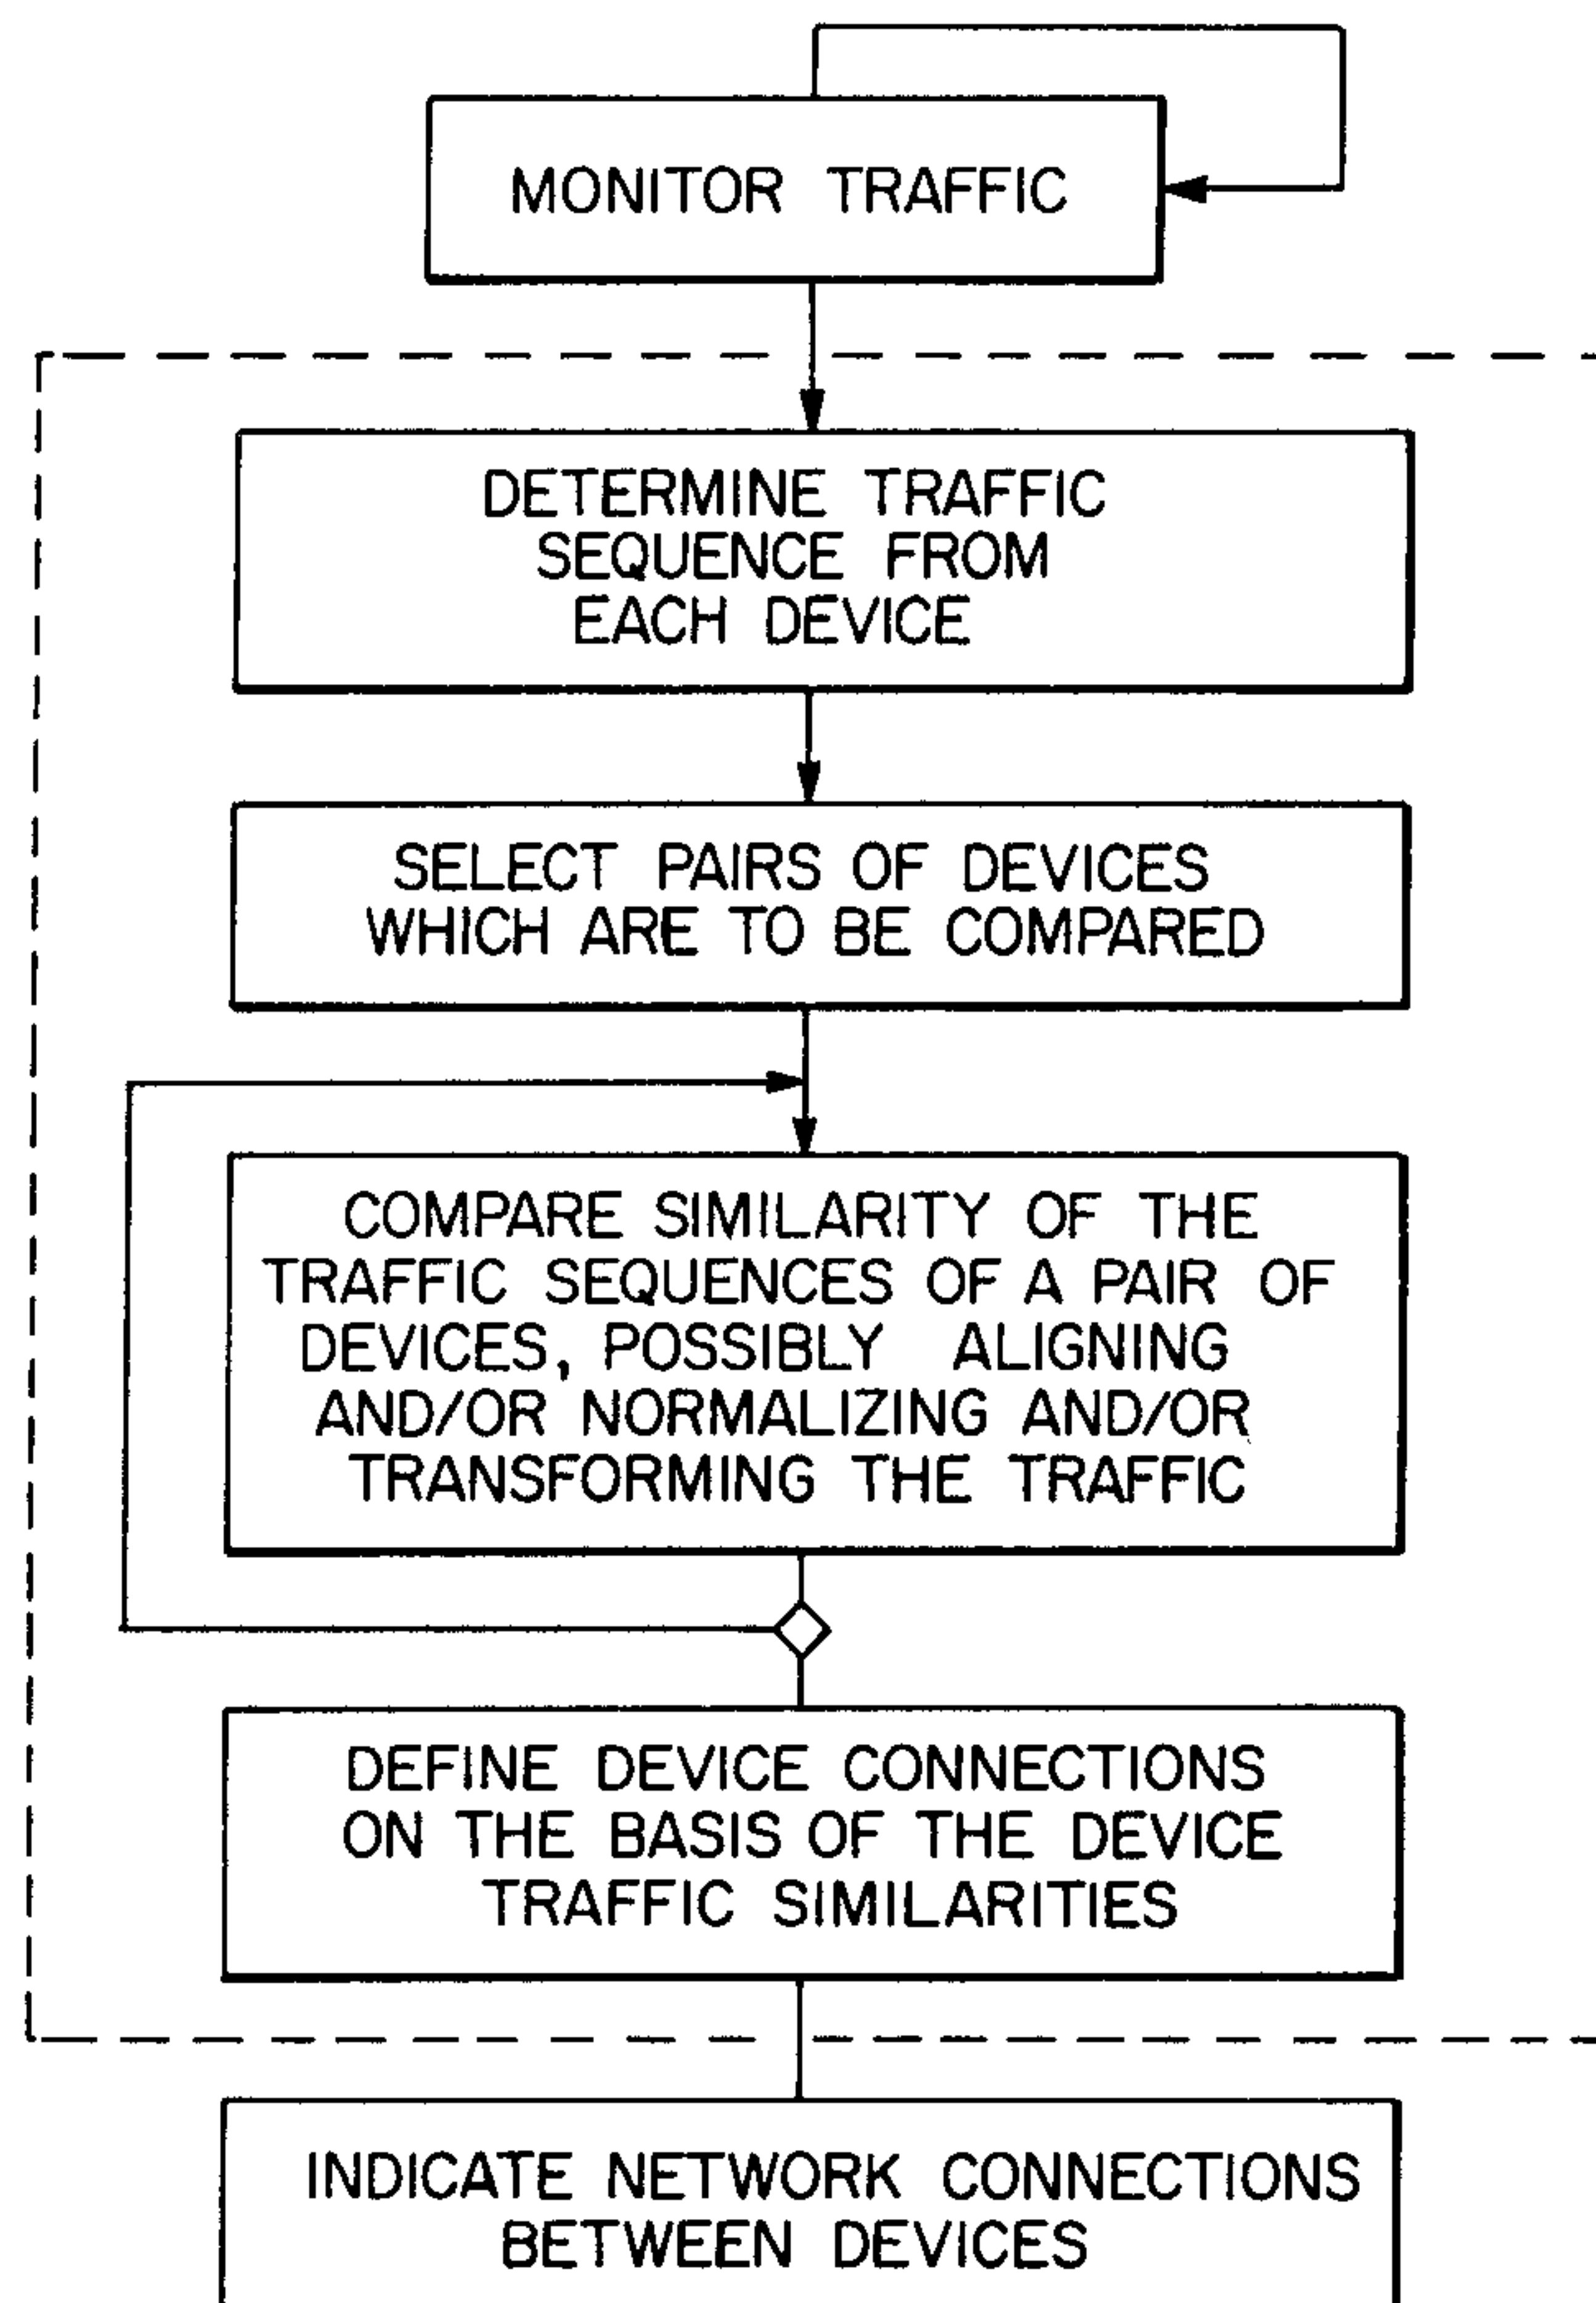 MONITOR TRAFFIC
DETERMINE TRAFFIC
SEQUENCE FROM
EACH DEVICE
SELECT PAIRS OF DEVICES
WHICH ARE TO BE COMPARED
COMPARE SIMILARITY OF THE
TRAFFIC SEQUENCES OF A PAIR OF
DEVICES, POSSIBLY ALIGNING
AND/OR NORMALIZING AND/OR
TRANSFORMING THE TRAFFIC
DEFINE DEVICE CONNECTIONS
ON THE BASIS OF THE DEVICE
TRAFFIC SIMILARITIES
INDICATE NETWORK CONNECTIONS
BETWEEN DEVICES